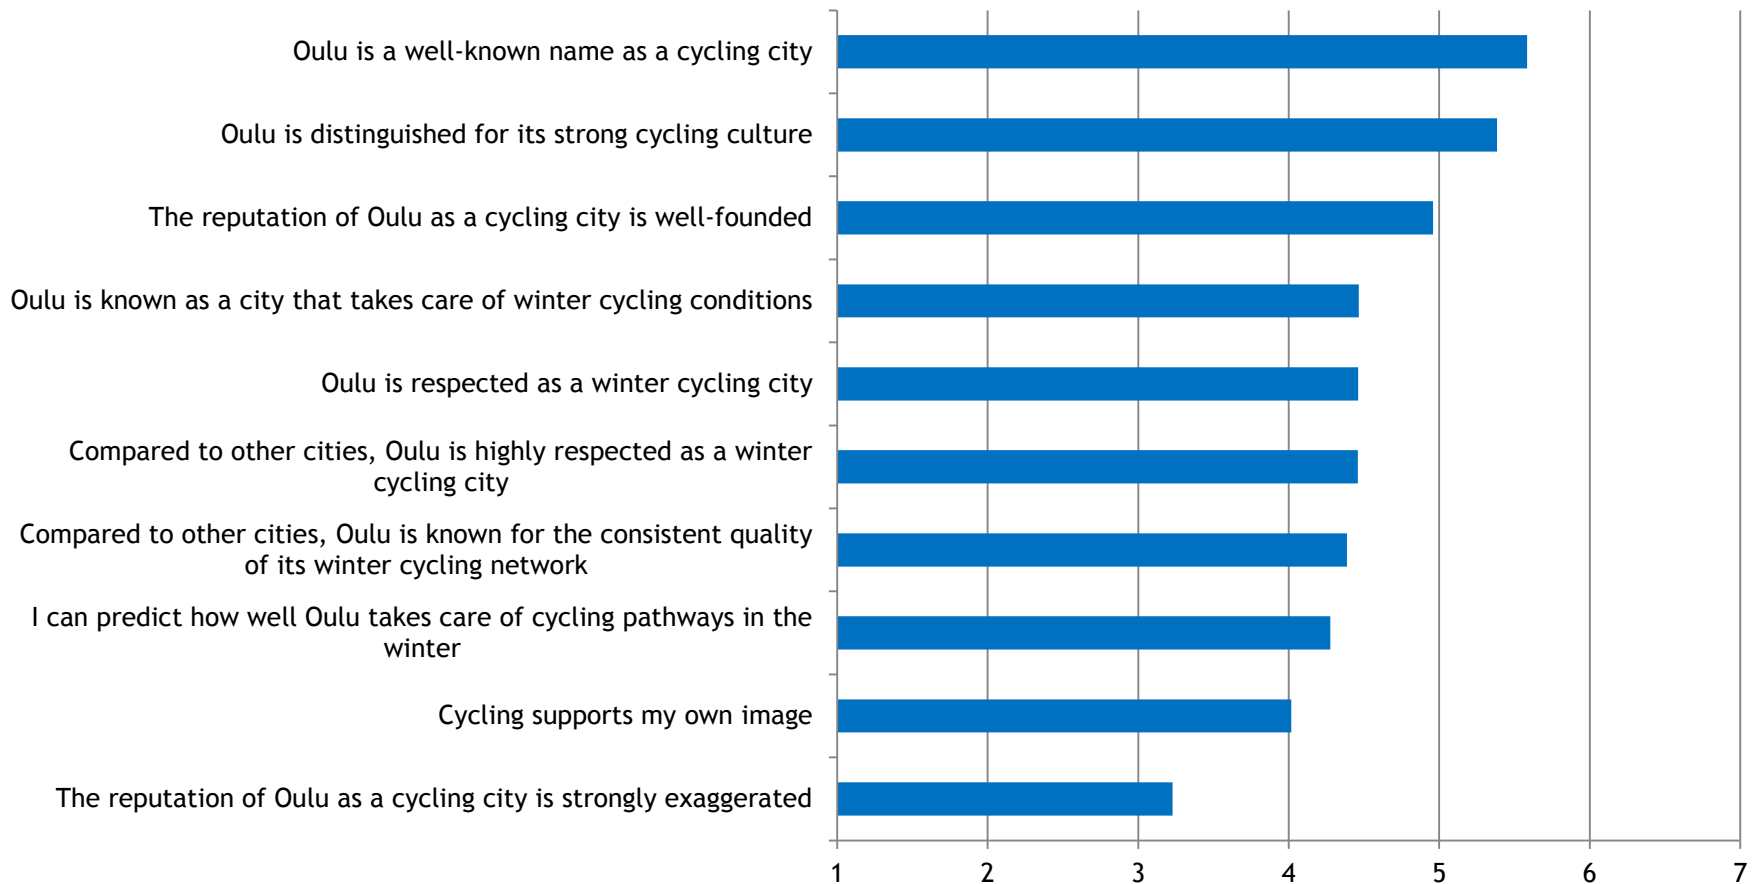 Oulu is a well-known name as a cycling city
Oulu is distinguished for its strong cycling culture
The reputation of Oulu as a cycling city is well-founded
Oulu is known as a city that takes care of winter cycling conditions
Oulu is respected as a winter cycling city
Compared to other cities, Oulu is highly respected as a winter
cycling city
Compared to other cities, Oulu is known for the consistent quality
of its winter cycling network
I can predict how well Oulu takes care of cycling pathways in the
winter
Cycling supports my own image
The reputation of Oulu as a cycling city is strongly exaggerated
1 2 3 4 5 6 7